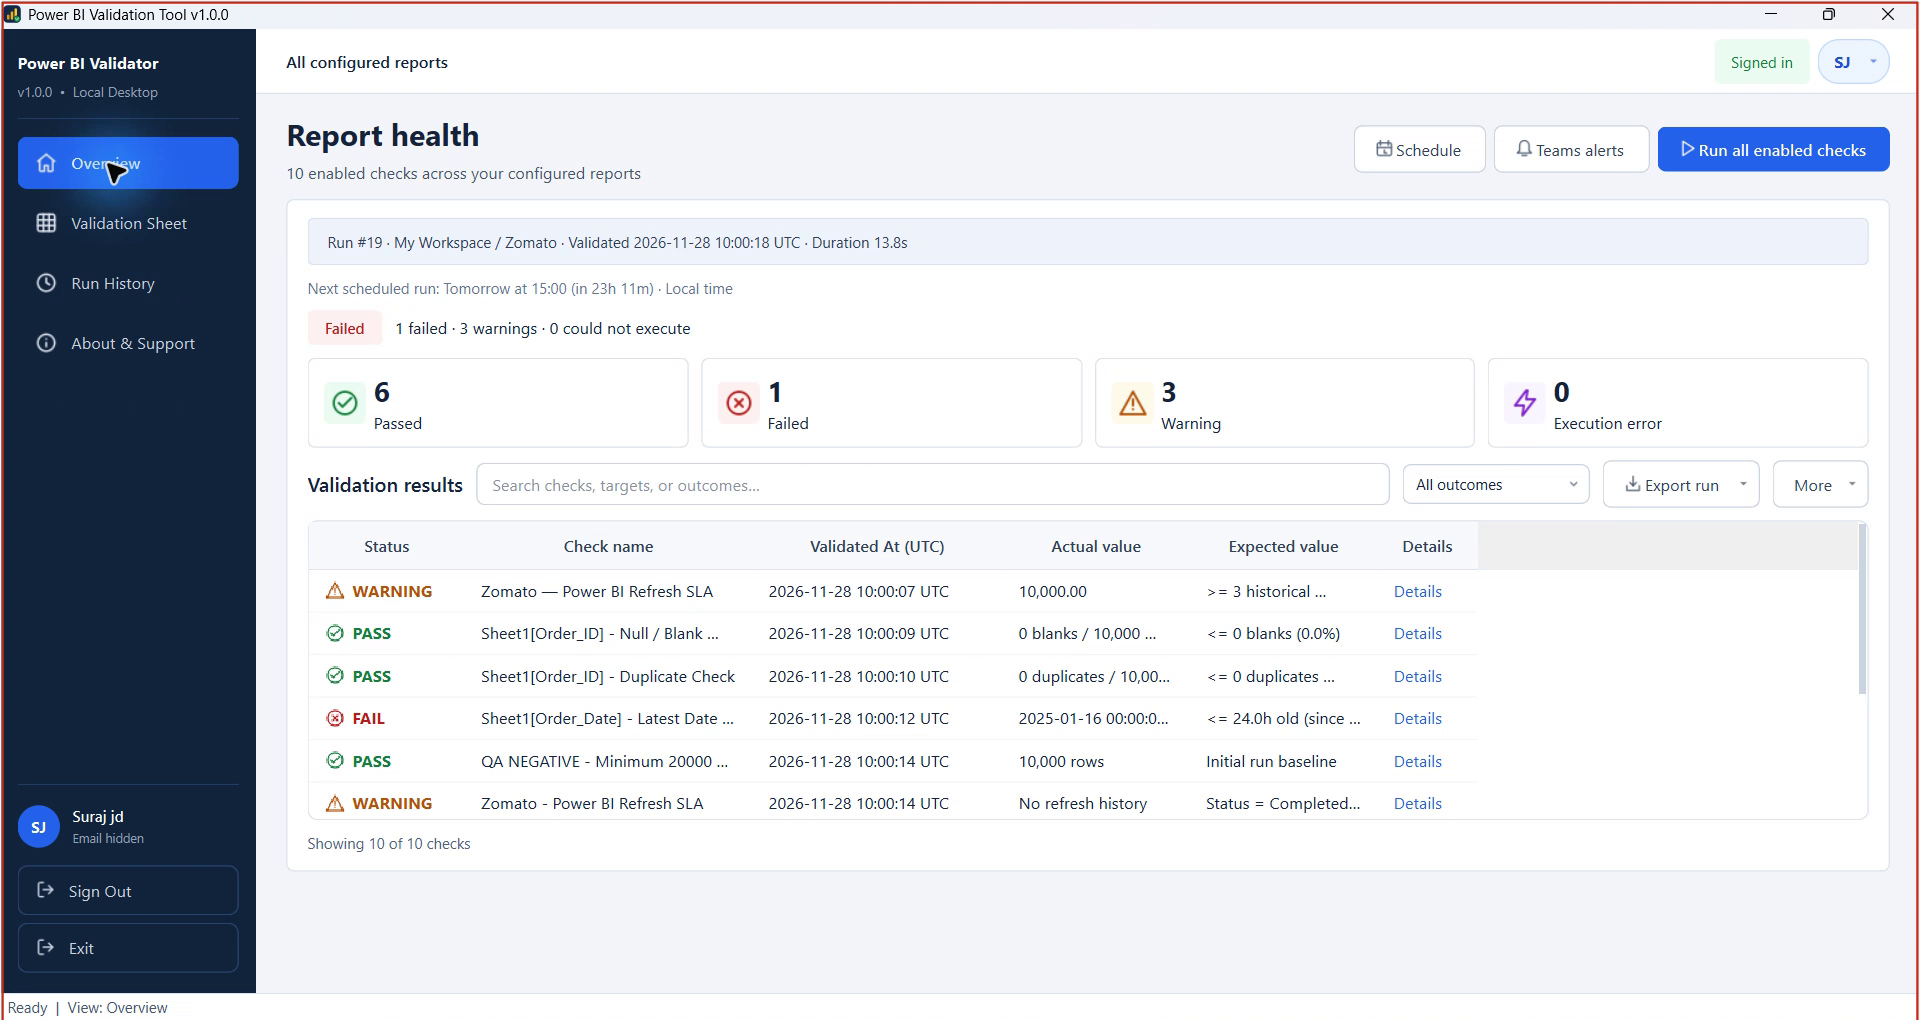 Power BI Validation Tool v1.0.0
Power BI Validator
v1.0.0 • Local Desktop
Overview
Validation Sheet
Run History
About & Support
Suraj jd
SJ
Email hidden
Sign Out
Exit
All configured reports
Signed in
SJ
Report health
10 enabled checks across your configured reports
Schedule
Teams alerts
Run all enabled checks
Run #19 · My Workspace / Zomato · Validated 2026-11-28 10:00:18 UTC · Duration 13.8s
Next scheduled run: Tomorrow at 15:00 (in 23h 11m) · Local time
Failed 1 failed · 3 warnings · 0 could not execute
6
Passed
1
Failed
3
Warning
0
Execution error
Validation results
Search checks, targets, or outcomes...
All outcomes
Export run
More
Status Check name Validated At (UTC) Actual value Expected value Details
WARNING Zomato — Power BI Refresh SLA 2026-11-28 10:00:07 UTC 10,000.00 >= 3 historical ... Details
PASS Sheet1[Order_ID] - Null / Blank ... 2026-11-28 10:00:09 UTC 0 blanks / 10,000 ... <= 0 blanks (0.0%) Details
PASS Sheet1[Order_ID] - Duplicate Check 2026-11-28 10:00:10 UTC 0 duplicates / 10,00... <= 0 duplicates ... Details
FAIL Sheet1[Order_Date] - Latest Date ... 2026-11-28 10:00:12 UTC 2025-01-16 00:00:0... <= 24.0h old (since ... Details
PASS QA NEGATIVE - Minimum 20000 ... 2026-11-28 10:00:14 UTC 10,000 rows Initial run baseline Details
WARNING Zomato - Power BI Refresh SLA 2026-11-28 10:00:14 UTC No refresh history Status = Completed... Details
Showing 10 of 10 checks
Ready | View: Overview